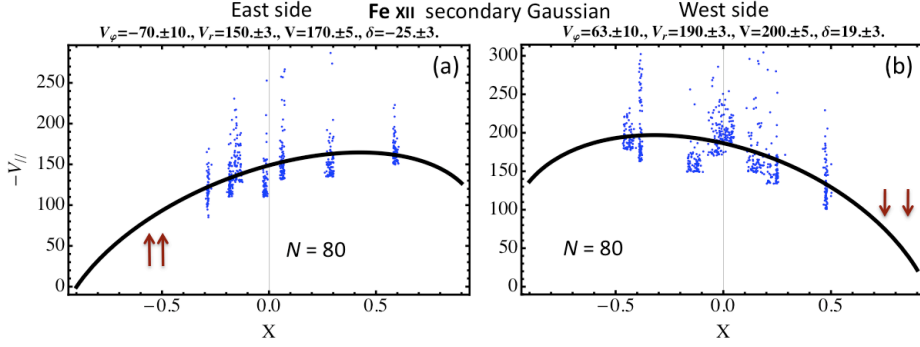 East side Fe XII secondary Gaussian West side
Vφ=−70.±10., Vr=150.±3., V=170.±5., δ=−25.±3.
Vφ=63±10., Vr=190.±3., V=200.±5., δ=19.±3.
(a)
250
200
150
100
50
0
−V//
N = 80
−0.5 0.0 0.5
X
(b)
300
250
200
150
100
50
0
N = 80
−0.5 0.0 0.5
X